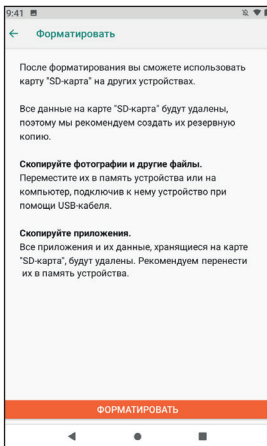 9:41
Форматировать
После форматирования вы сможете использовать
карту "SD-карта" на других устройствах.
Все данные на карте "SD-карта" будут удалены,
поэтому мы рекомендуем создать их резервную
копию.
Скопируйте фотографии и другие файлы.
Переместите их в память устройства или на
компьютер, подключив к нему устройство при
помощи USB-кабеля.
Скопируйте приложения.
Все приложения и их данные, хранящиеся на карте
"SD-карта", будут удалены. Рекомендуем перенести
их в память устройства.
ФОРМАТИРОВАТЬ